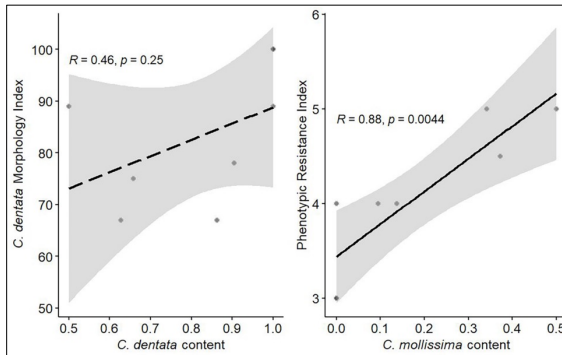 R = 0.46, p = 0.25
C. dentata Morphology Index
100
90
80
70
60
50
0.5 0.6 0.7 0.8 0.9 1.0
C. dentata content
R = 0.88, p = 0.0044
Phenotypic Resistance Index
6
5
4
3
0.0 0.1 0.2 0.3 0.4 0.5
C. mollissima content